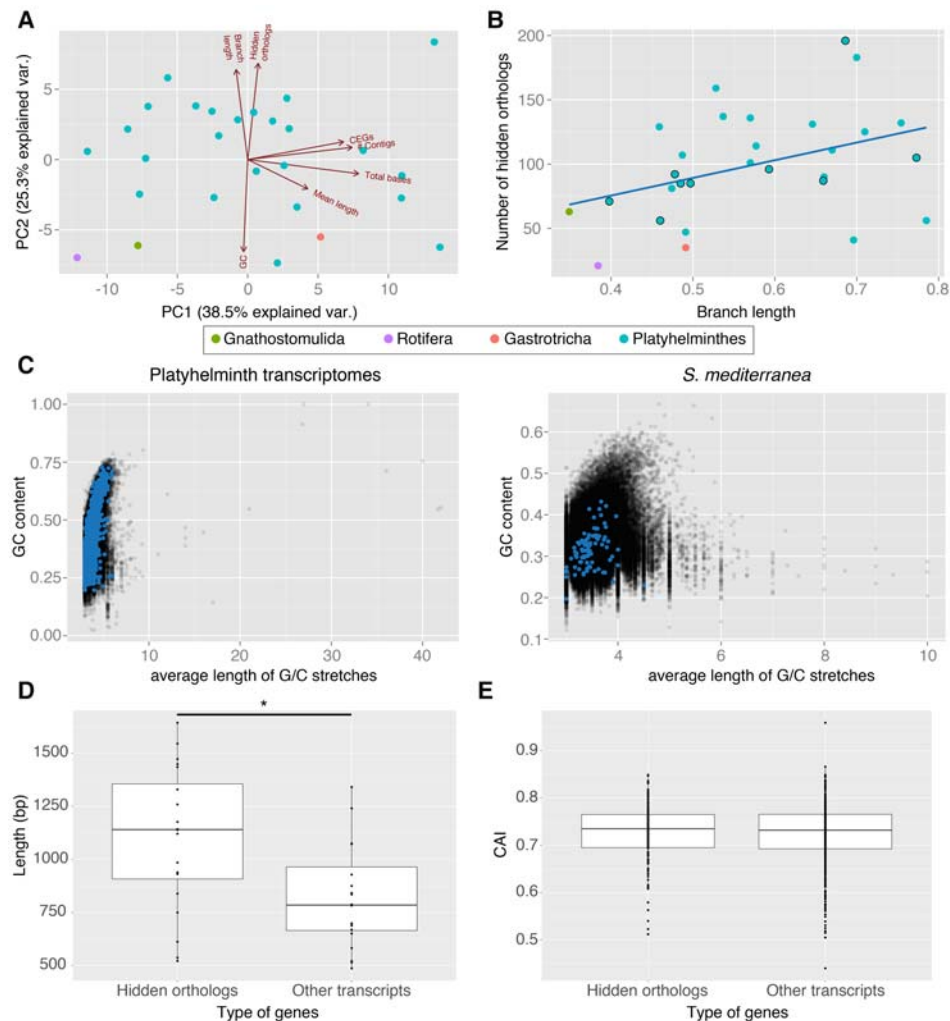 A
Branch
length
Hidden
orthologs
CEGs
# Contigs
Total bases
Mean length
GC
5
0
-5
PC2 (25.3% explained var.)
-10
-5
0
5
10
PC1 (38.5% explained var.)
B
200
150
100
50
Number of hidden orthologs
0.4
0.5
0.6
0.7
0.8
Branch length
Gnathostomulida
Rotifera
Gastrotricha
Platyhelminthes
C
Platyhelminth transcriptomes
1.00
0.75
0.50
0.25
0.00
GC content
10
20
30
40
average length of G/C stretches
S. mediterranea
0.6
0.5
0.4
0.3
0.2
0.1
GC content
4
6
8
10
average length of G/C stretches
D
*
1500
1250
1000
750
500
Length (bp)
Hidden orthologs
Other transcripts
Type of genes
E
0.9
0.8
0.7
0.6
0.5
CAI
Hidden orthologs
Other transcripts
Type of genes